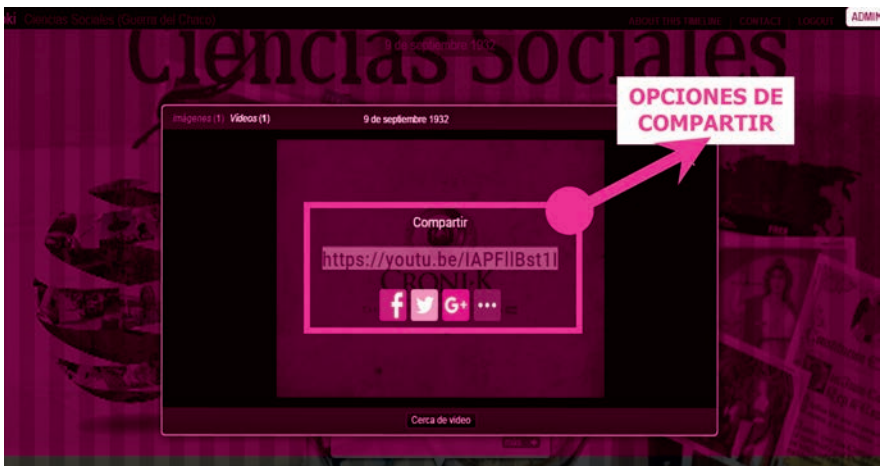 Ciencias Sociales (Guerra del Chaco)
ABOUT THIS TIMELINE | CONTACT | LOGOUT
ADMIN
Ciencias Sociales
9 de septiembre 1932
OPCIONES DE
COMPARTIR
Imágenes (1) Videos (1)
9 de septiembre 1932
Compartir
https://youtu.be/
CRONI-K
f G+ •••
Cerca de video